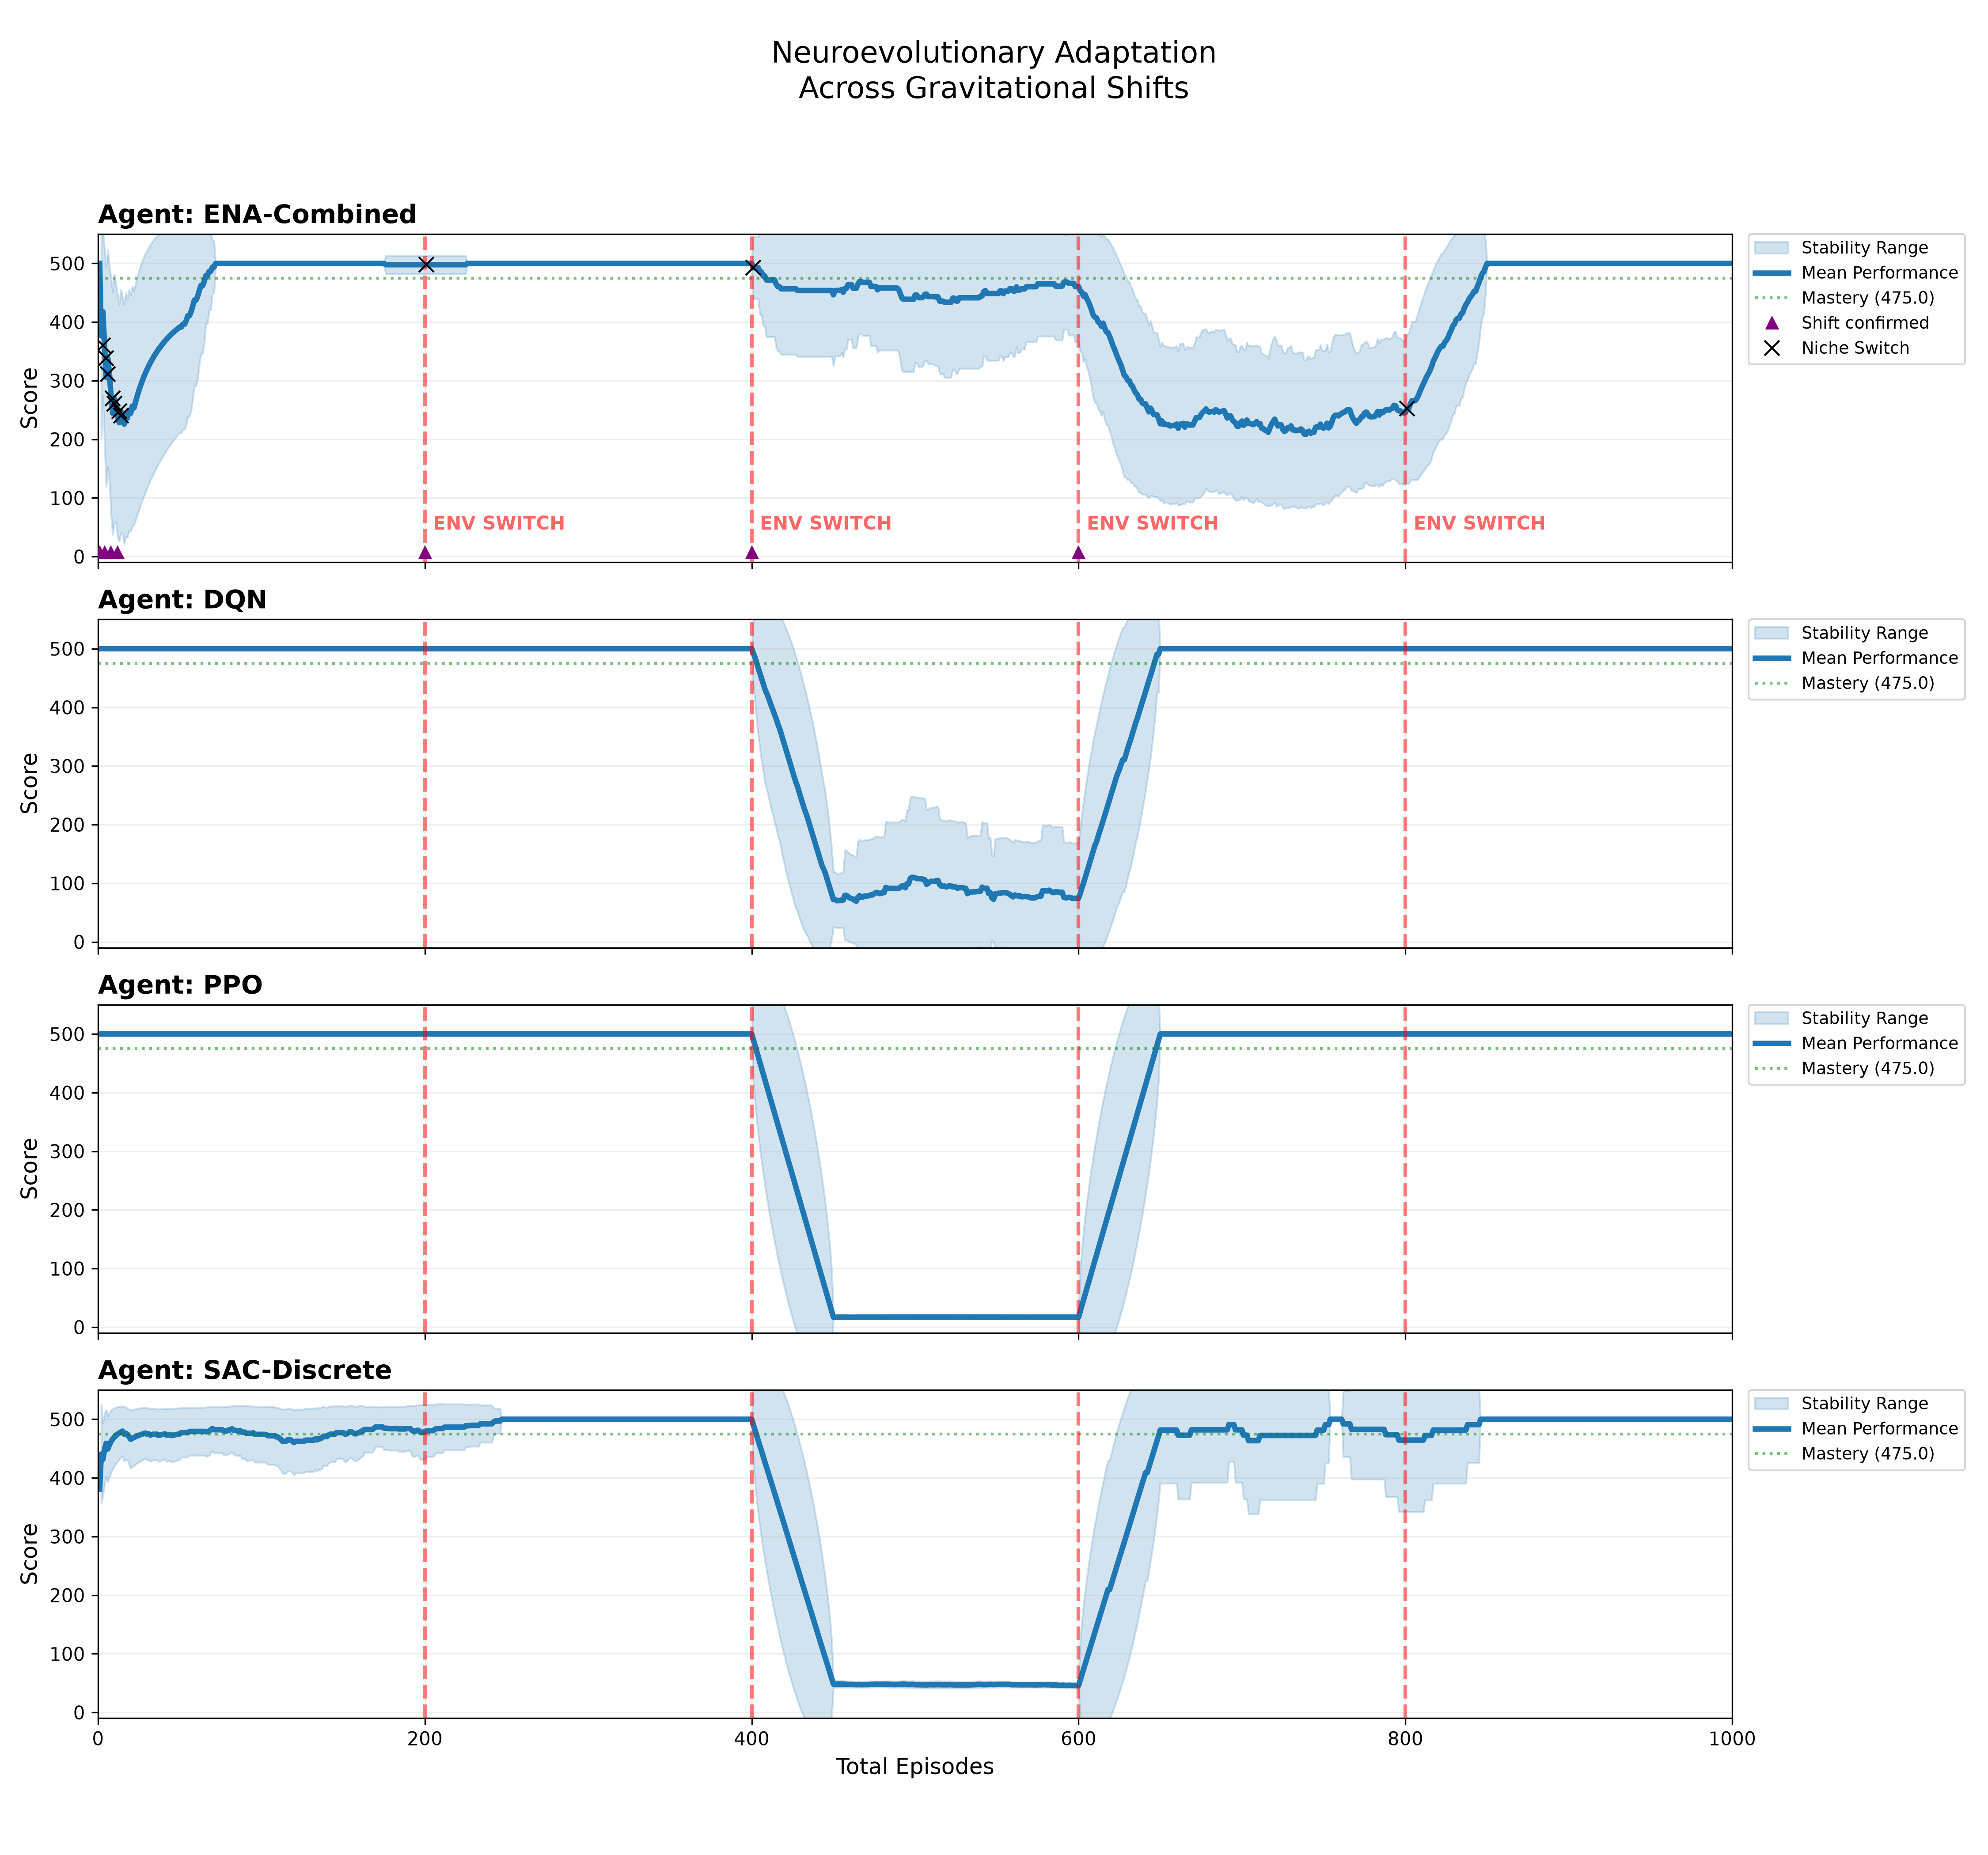 Neuroevolutionary Adaptation
Across Gravitational Shifts
Agent: ENA-Combined
Score
500
400
300
200
100
0
ENV SWITCH
ENV SWITCH
ENV SWITCH
ENV SWITCH
Stability Range
Mean Performance
Mastery (475.0)
Shift confirmed
Niche Switch
Agent: DQN
Score
500
400
300
200
100
0
Stability Range
Mean Performance
Mastery (475.0)
Agent: PPO
Score
500
400
300
200
100
0
Stability Range
Mean Performance
Mastery (475.0)
Agent: SAC-Discrete
Score
500
400
300
200
100
0
Stability Range
Mean Performance
Mastery (475.0)
0
200
400
600
800
1000
Total Episodes